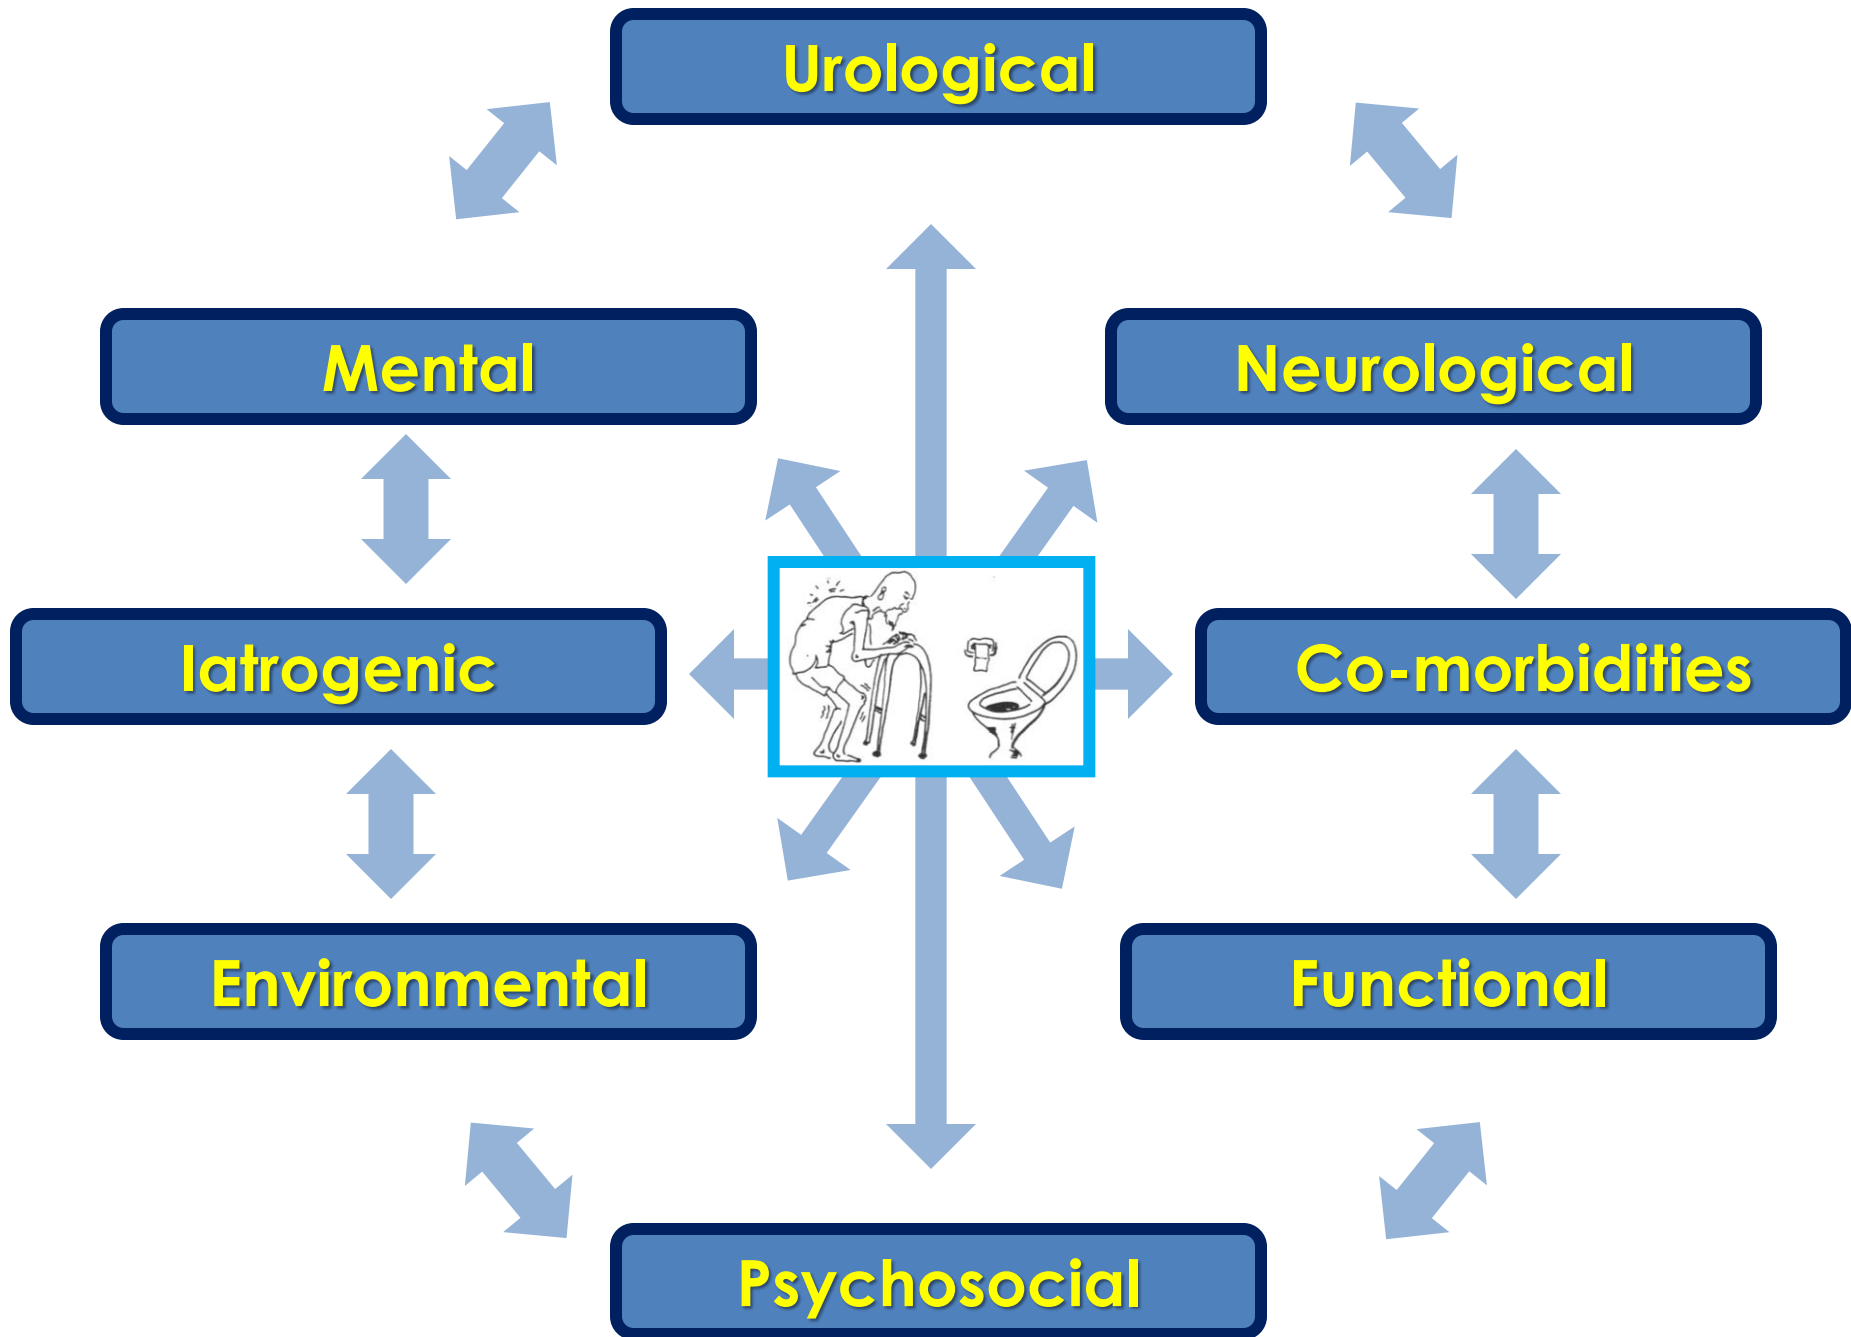 Urological
Mental
Neurological
Iatrogenic
Co-morbidities
Environmental
Functional
Psychosocial